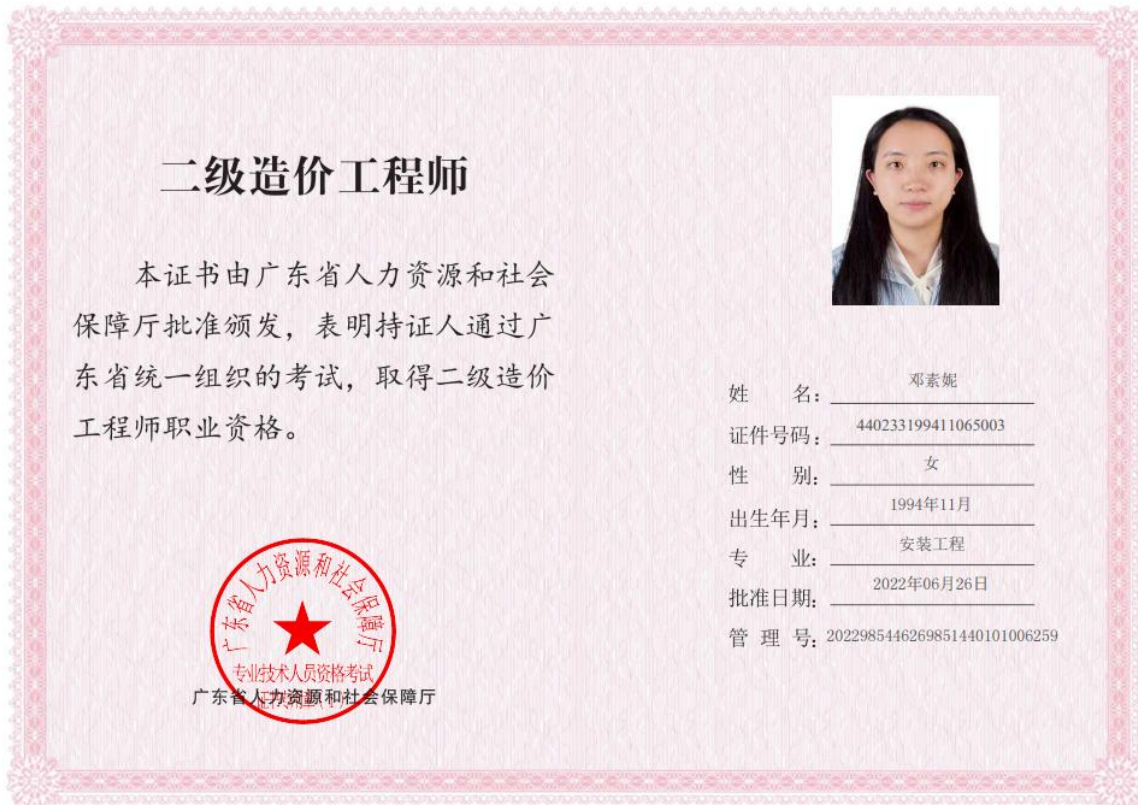 二级造价工程师
本证书由广东省人力资源和社会
保障厅批准颁发，表明持证人通过广
东省统一组织的考试，取得二级造价
工程师职业资格。
姓 名：邓素妮
证件号码：440233199411065003
性 别：女
出生年月：1994年11月
专 业：安装工程
批准日期：2022年06月26日
管 理 号：20229854462698514401010 06259
广东省人力资源和社会保障厅
专业技术人员资格考试
广东省人力资源和社会保障厅